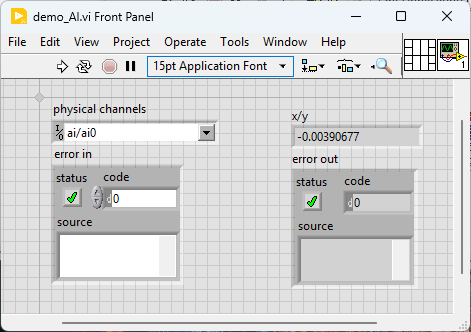 demo_AI.vi Front Panel
File Edit View Project Operate Tools Window Help
15pt Application Font
1
physical channels
I/O ai/ai0
x/y
-0.00390677
error in
status code
d 0
source
error out
status code
d 0
source